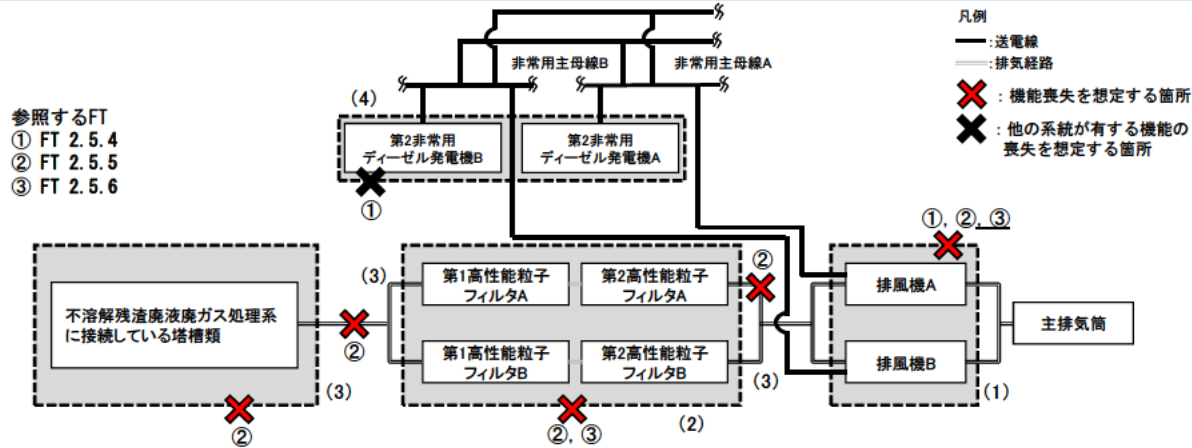 凡例
:送電線
:排気経路
:機能喪失を想定する箇所
:他の系統が有する機能の
喪失を想定する箇所
非常用主母線B
非常用主母線A
参照するFT
① FT 2.5.4
② FT 2.5.5
③ FT 2.5.6
(4)
第2非常用
ディーゼル発電機B
第2非常用
ディーゼル発電機A
①
不溶解残渣廃液廃ガス処理系
に接続している塔槽類
(3)
②
②
(3)
第1高性能粒子
フィルタA
第2高性能粒子
フィルタA
第1高性能粒子
フィルタB
第2高性能粒子
フィルタB
②
(3)
②, ③
(2)
①, ②, ③
排風機A
排風機B
(1)
主排気筒